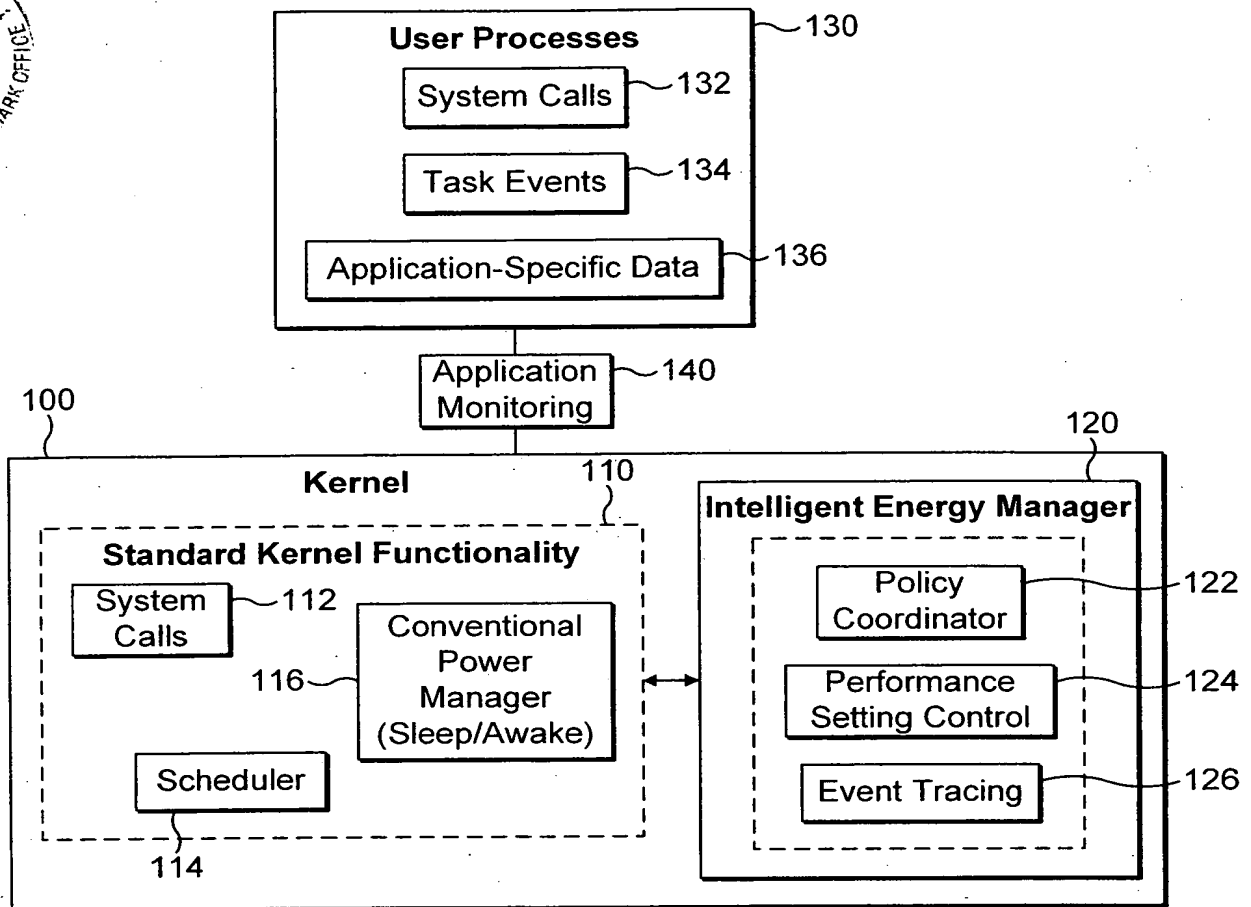 ARK OFFICE
User Processes
130
System Calls
132
Task Events
134
Application-Specific Data
136
Application
Monitoring
140
100
Kernel
110
120
Standard Kernel Functionality
System
Calls
112
Conventional
Power
Manager
(Sleep/Awake)
116
Scheduler
114
Intelligent Energy Manager
Policy
Coordinator
122
Performance
Setting Control
124
Event Tracing
126